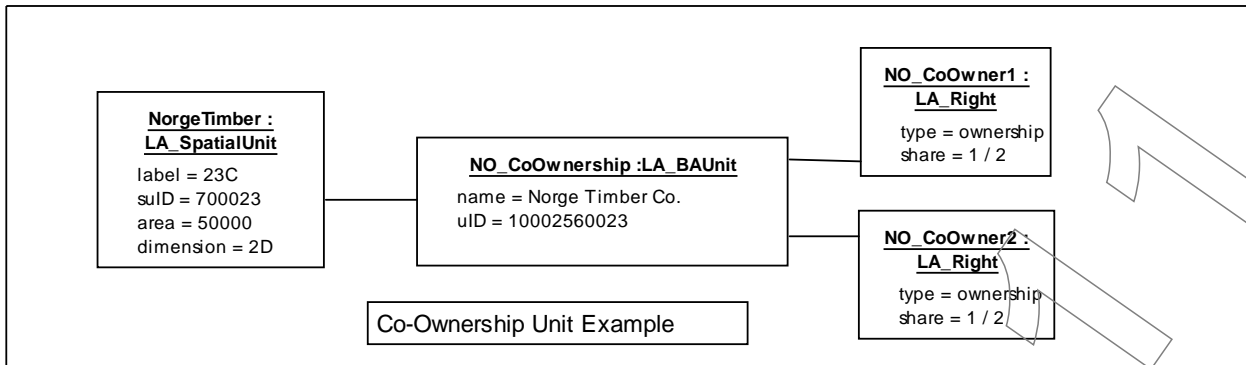 NorgeTimber :
LA_SpatialUnit
label = 23C
suID = 700023
area = 50000
dimension = 2D
NO_CoOwnership :LA_BAUnit
name = Norge Timber Co.
uID = 10002560023
NO_CoOwner1 :
LA_Right
type = ownership
share = 1 / 2
NO_CoOwner2 :
LA_Right
type = ownership
share = 1 / 2
Co-Ownership Unit Example